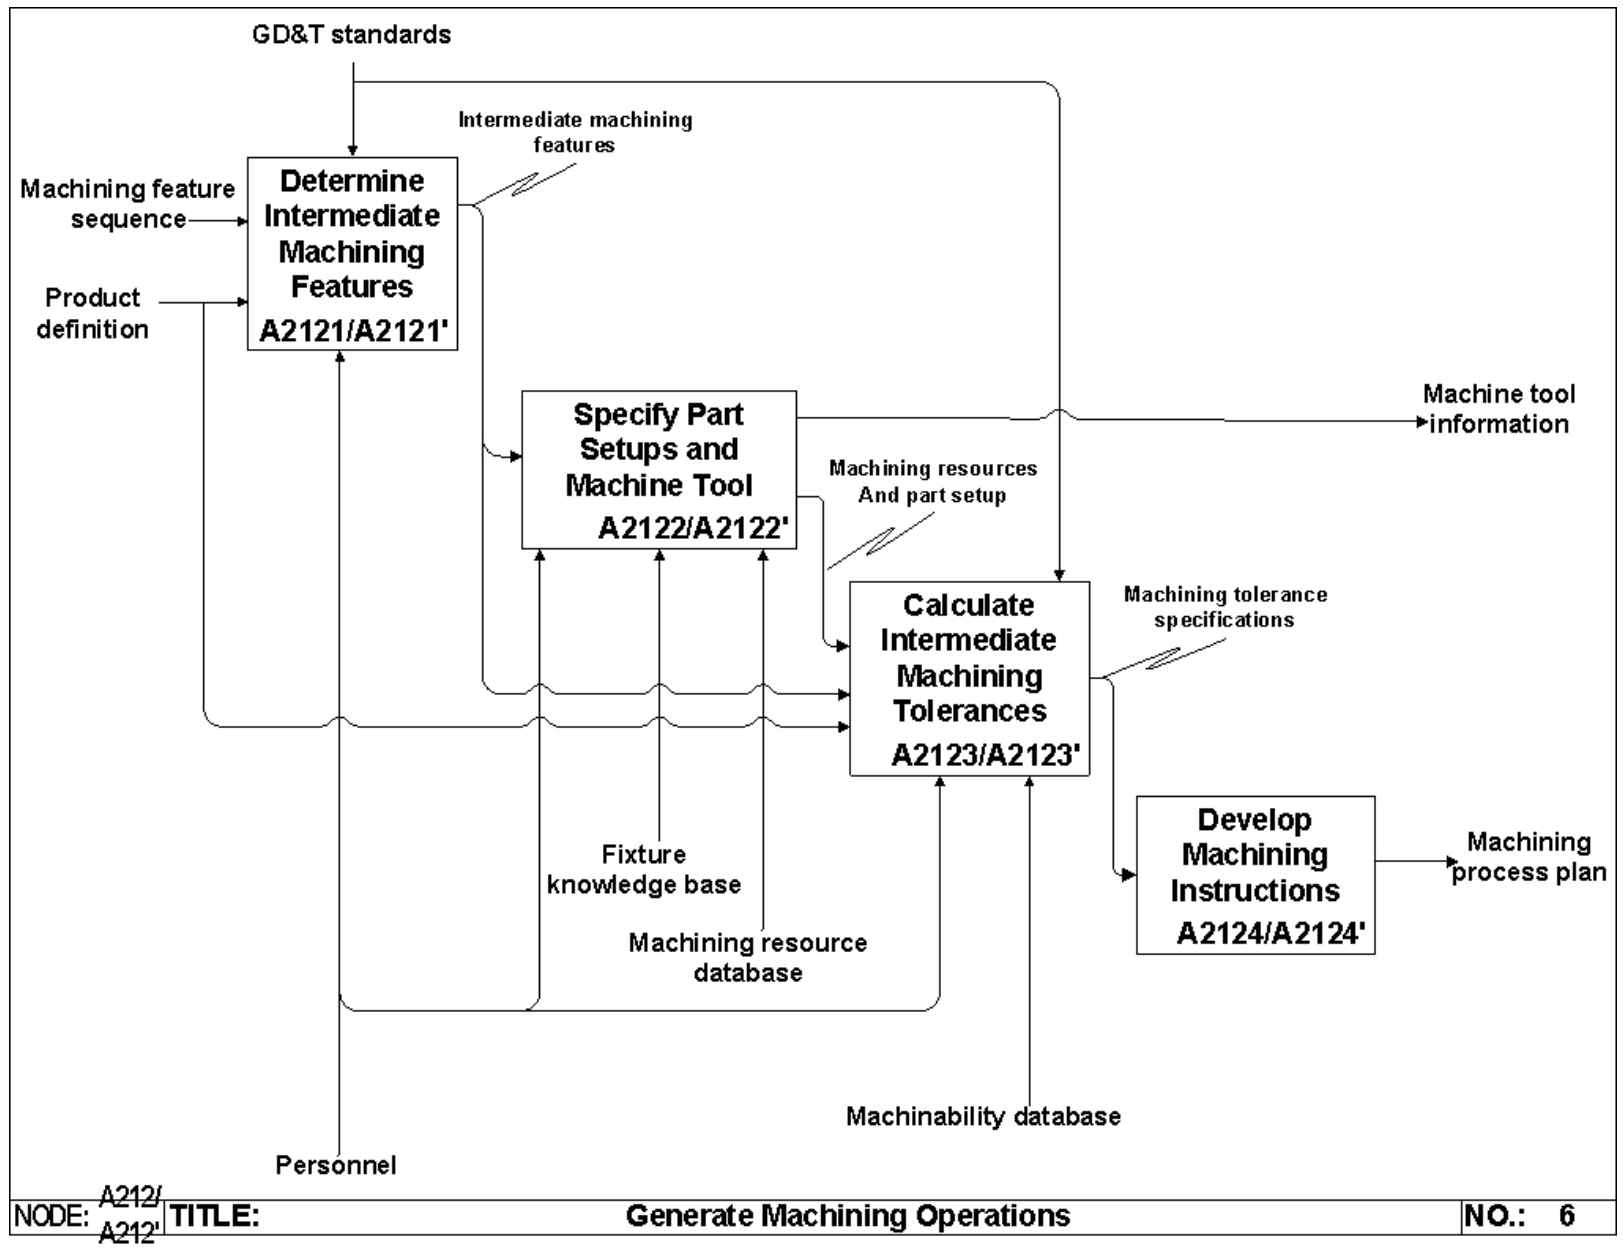 GD&T standards
Intermediate machining
features
Machining feature
sequence
Determine
Intermediate
Machining
Features
A2121/A2121'
Product
definition
Specify Part
Setups and
Machine Tool
A2122/A2122'
Machine tool
information
Machining resources
And part setup
Calculate
Intermediate
Machining
Tolerances
A2123/A2123'
Machining tolerance
specifications
Develop
Machining
Instructions
A2124/A2124'
Machining
process plan
Fixture
knowledge base
Machining resource
database
Machinability database
Personnel
NODE: A212/
A212'
TITLE: Generate Machining Operations
NO.: 6